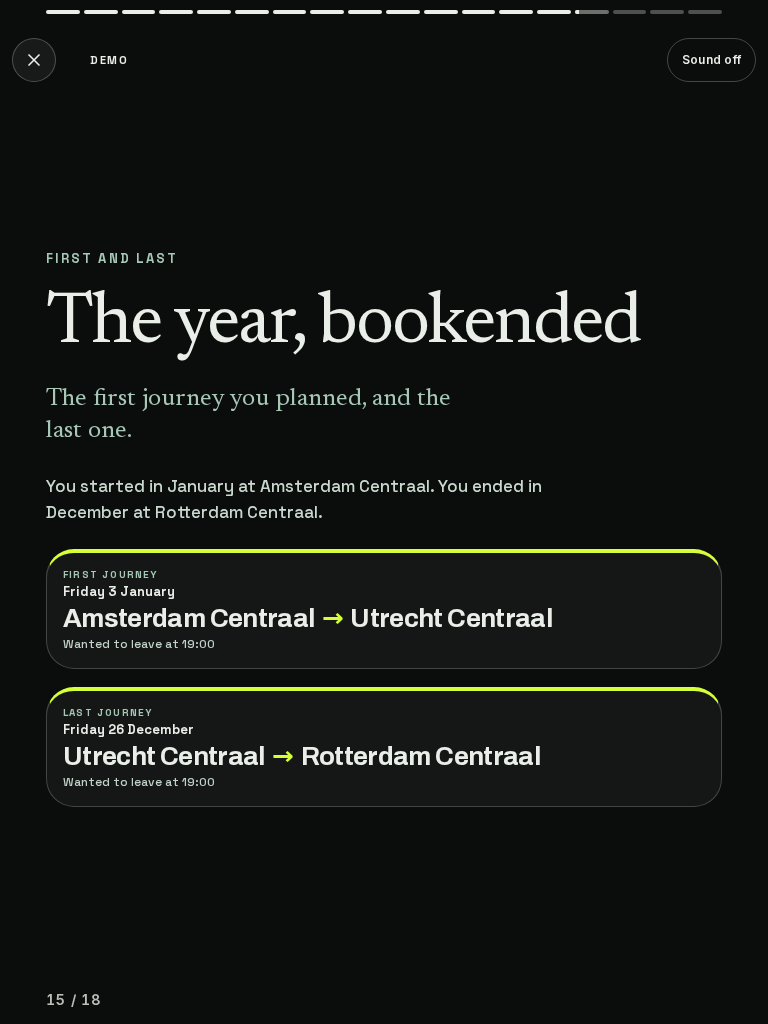 DEMO
Sound off
FIRST AND LAST
The year, bookended
The first journey you planned, and the
last one.
You started in January at Amsterdam Centraal. You ended in
December at Rotterdam Centraal.
FIRST JOURNEY
Friday 3 January
Amsterdam Centraal → Utrecht Centraal
Wanted to leave at 19:00
LAST JOURNEY
Friday 26 December
Utrecht Centraal → Rotterdam Centraal
Wanted to leave at 19:00
15 / 18